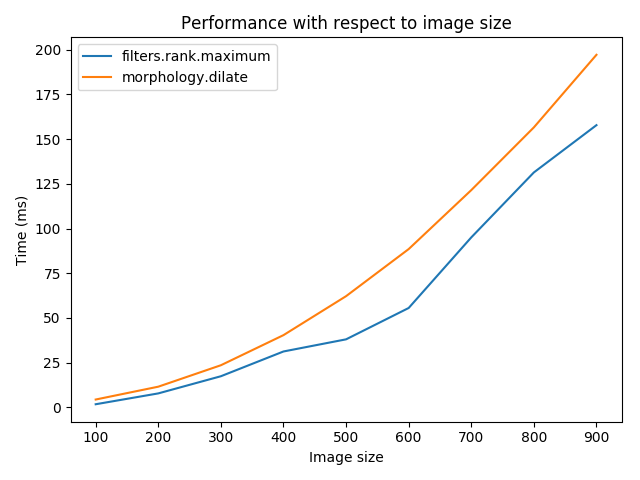 Performance with respect to image size
filters.rank.maximum
morphology.dilate
Time (ms)
200
175
150
125
100
75
50
25
0
100 200 300 400 500 600 700 800 900
Image size